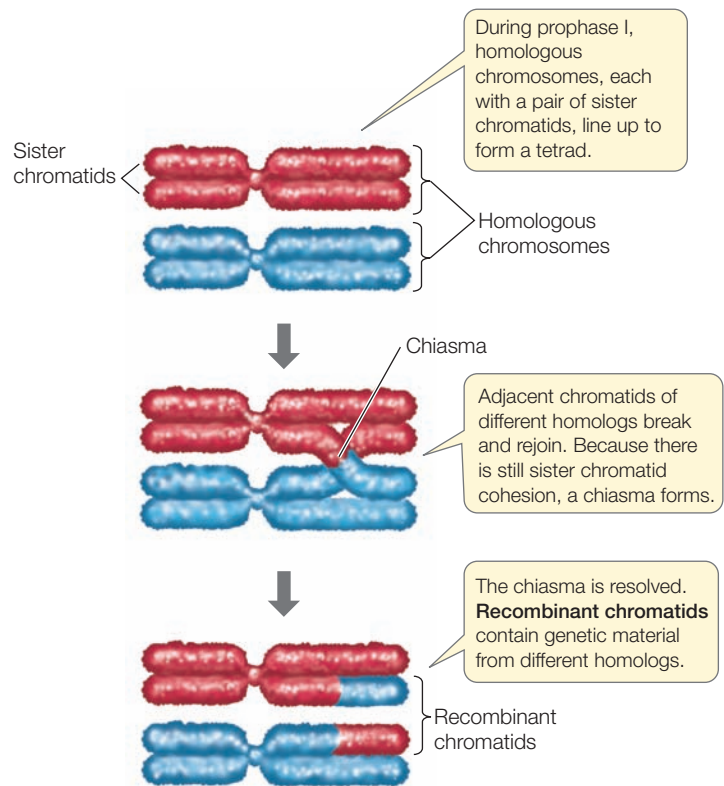 During prophase I,
homologous
chromosomes, each
with a pair of sister
chromatids, line up to
form a tetrad.
Sister
chromatids
Homologous
chromosomes
Chiasma
Adjacent chromatids of
different homologs break
and rejoin. Because there
is still sister chromatid
cohesion, a chiasma forms.
The chiasma is resolved.
Recombinant chromatids
contain genetic material
from different homologs.
Recombinant
chromatids